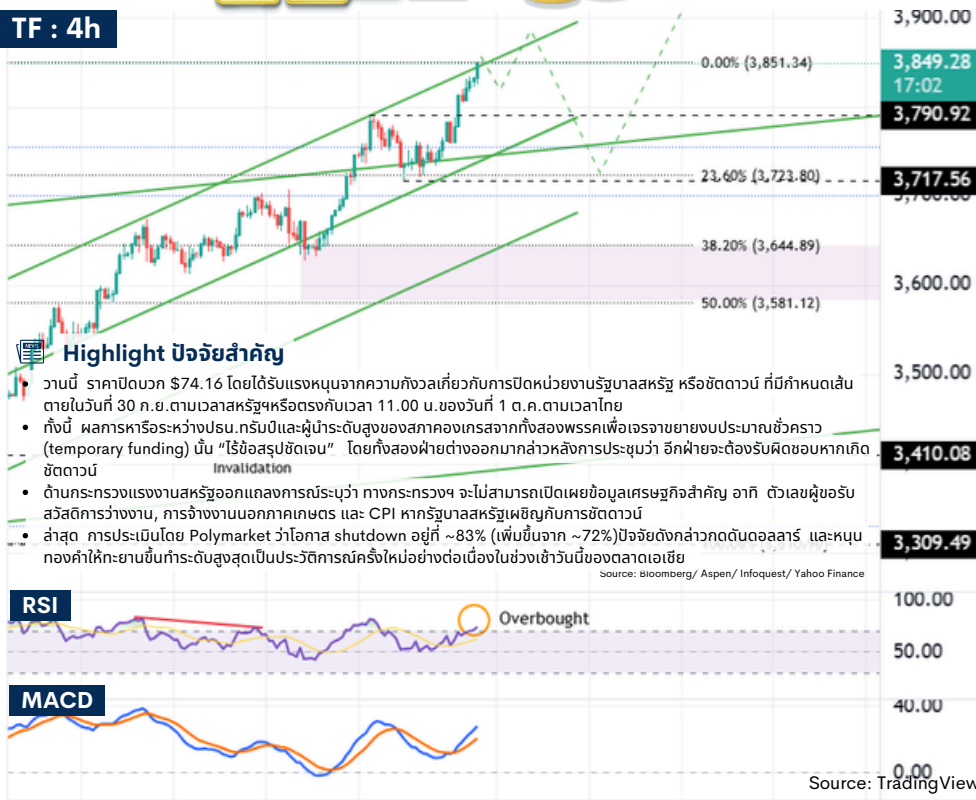 TF : 4h
3,900.00
0.00% (3,851.34)
3,849.28
17:02
3,790.92
23.60% (3,723.80)
3,717.56
3,700.00
38.20% (3,644.89)
3,600.00
50.00% (3,581.12)
3,500.00
NEWS
Highlight ปัจจัยสำคัญ
• วานนี้ ราคาปิดบวก $74.16 โดยได้รับแรงหนุนจากความกังวลเกี่ยวกับการปิดหน่วยงานรัฐบาลสหรัฐ หรือชัตดาวน์ ที่มีกำหนดเส้น
ตายในวันที่ 30 ก.ย.ตามเวลาสหรัฐฯหรือตรงกับเวลา 11.00 น.ของวันที่ 1 ต.ค.ตามเวลาไทย
• ทั้งนี้ ผลการหารือระหว่างปธน.ทรัมป์และผู้นำระดับสูงของสภาคองเกรสจากทั้งสองพรรคเพื่อเจรจาขยายงบประมาณชั่วคราว
(temporary funding) นั้น “ไร้ข้อสรุปชัดเจน” โดยทั้งสองฝ่ายต่างออกมากล่าวหลังการประชุมว่า อีกฝ่ายจะต้องรับผิดชอบหากเกิด
ชัตดาวน์
Invalidation
3,410.08
• ด้านกระทรวงแรงงานสหรัฐออกแถลงการณ์ระบุว่า ทางกระทรวงฯ จะไม่สามารถเปิดเผยข้อมูลเศรษฐกิจสำคัญ อาทิ ตัวเลขผู้ขอรับ
สวัสดิการว่างงาน, การจ้างงานนอกภาคเกษตร และ CPI หากรัฐบาลสหรัฐเผชิญกับการชัตดาวน์
• ล่าสุด การประเมินโดย Polymarket ว่าโอกาส shutdown อยู่ที่ ~83% (เพิ่มขึ้นจาก ~72%)ปัจจัยดังกล่าวกดดันดอลลาร์ และหนุน
ทองคำให้ทะยานขึ้นทำระดับสูงสุดเป็นประวัติการณ์ครั้งใหม่อย่างต่อเนื่องในช่วงเช้าวันนี้ของตลาดเอเชีย
3,309.49
Source: Bloomberg/ Aspen/ Infoquest/ Yahoo Finance
RSI
100.00
Overbought
50.00
MACD
40.00
0.00
Source: TradingView